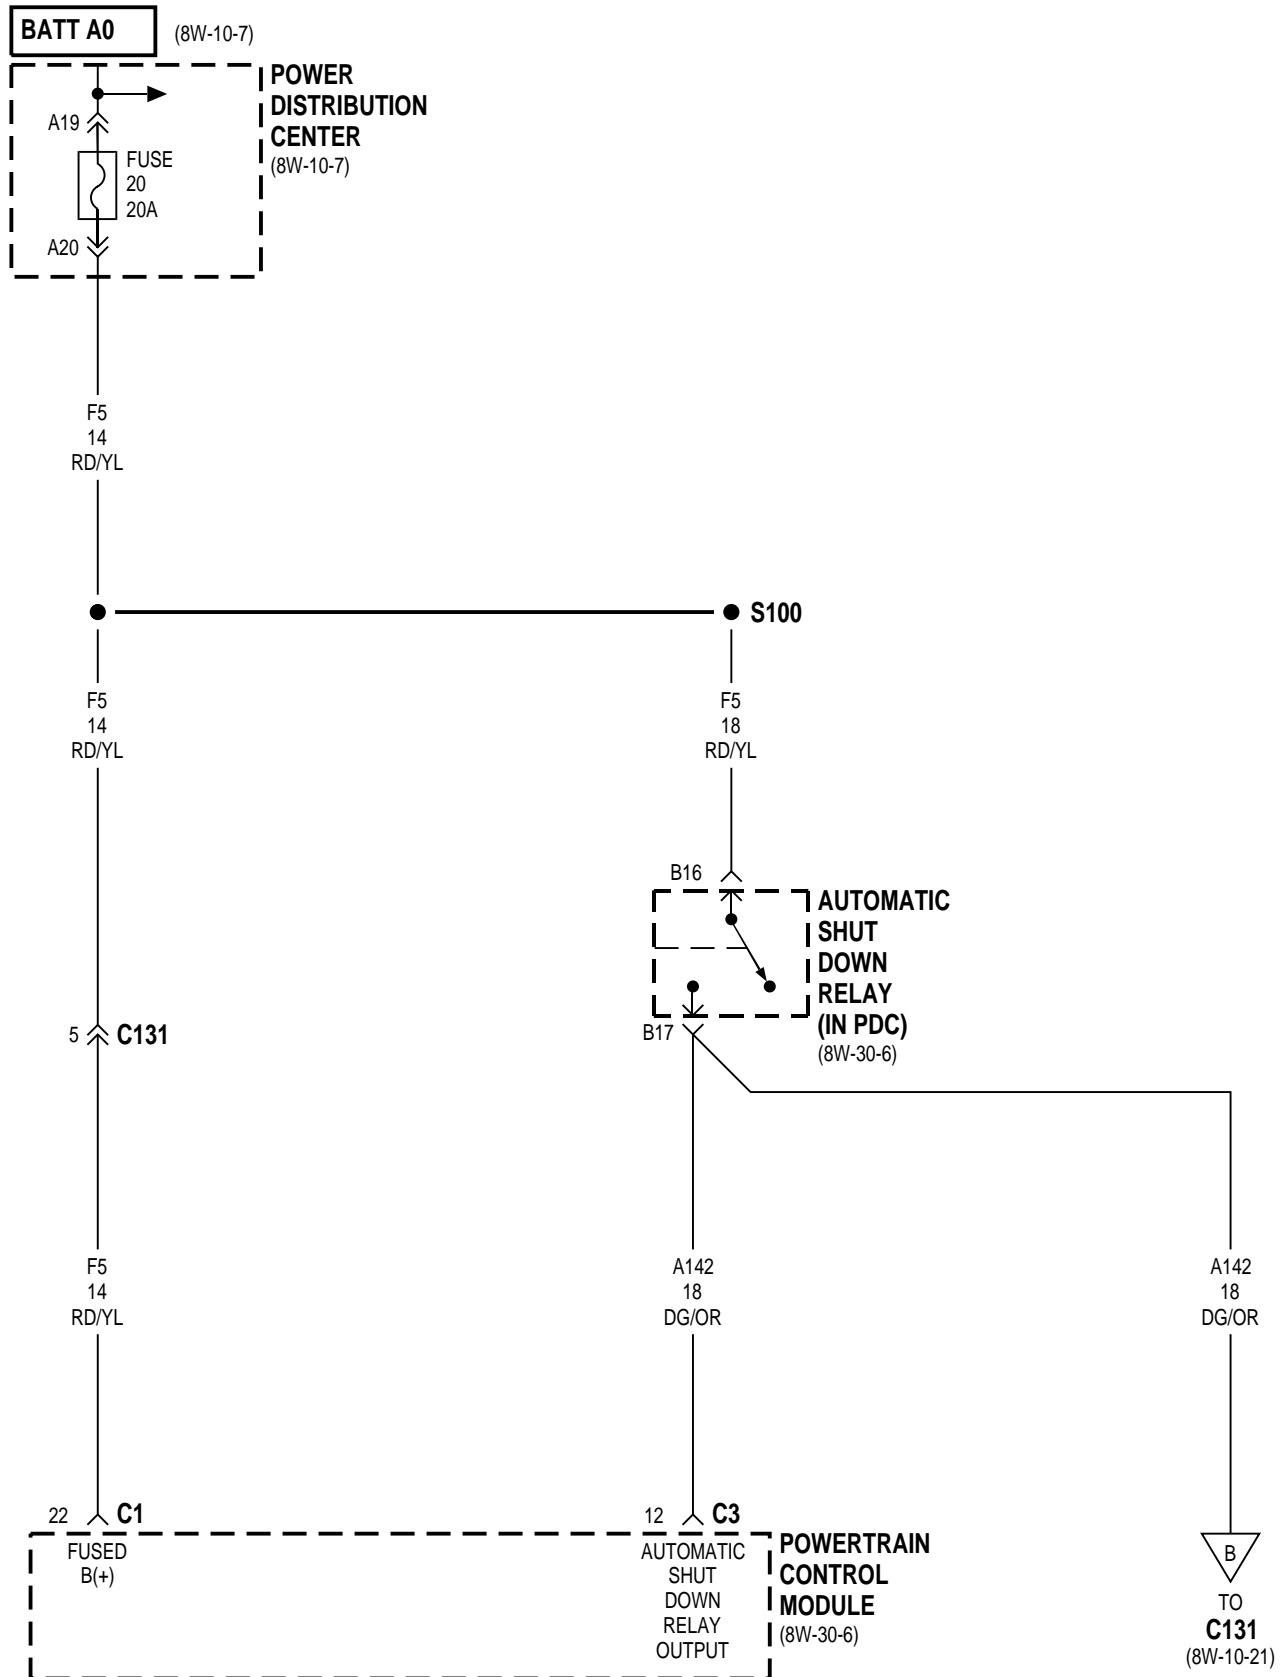 BATT A0
(8W-10-7)
POWER
DISTRIBUTION
CENTER
(8W-10-7)
A19
FUSE
20
20A
A20
F5
14
RD/YL
S100
F5
14
RD/YL
F5
18
RD/YL
B16
AUTOMATIC
SHUT
DOWN
RELAY
(IN PDC)
(8W-30-6)
B17
5
C131
F5
14
RD/YL
A142
18
DG/OR
A142
18
DG/OR
22
C1
12
C3
FUSED
B(+)
AUTOMATIC
SHUT
DOWN
RELAY
OUTPUT
POWERTRAIN
CONTROL
MODULE
(8W-30-6)
B
TO
C131
(8W-10-21)